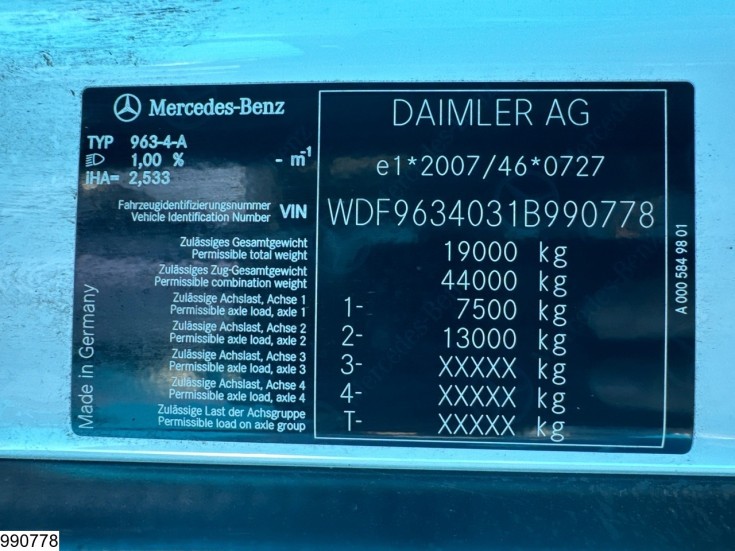 Mercedes-Benz
TYP 963-4-A
1,00 % - m-1
iHA= 2,533
Fahrzeugidentifizierungsnummer
Vehicle Identification Number VIN
Zulässiges Gesamtgewicht
Permissible total weight
Zulässiges Zug-Gesamtgewicht
Permissible combination weight
Zulässige Achslast, Achse 1
Permissible axle load, axle 1
Zulässige Achslast, Achse 2
Permissible axle load, axle 2
Zulässige Achslast, Achse 3
Permissible axle load, axle 3
Zulässige Achslast, Achse 4
Permissible axle load, axle 4
Zulässige Last der Achsgruppe
Permissible load on axle group
DAIMLER AG
e1*2007/46*0727
WDF9634031B990778
19000 kg
44000 kg
1- 7500 kg
2- 13000 kg
3- XXXXX kg
4- XXXXX kg
T- XXXXX kg
Made in Germany
A 000 584 98 01
990778